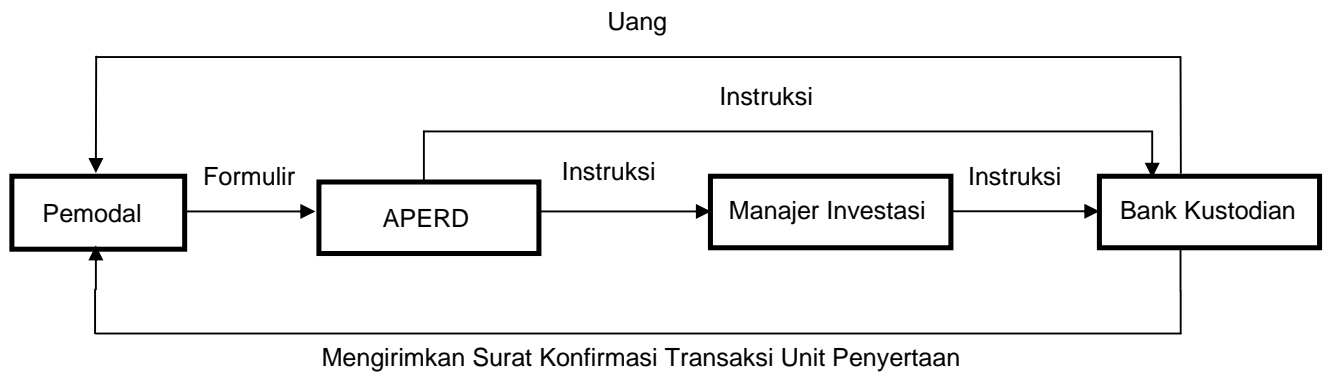 Uang
Instruksi
Formulir
Instruksi
Instruksi
Pemodal
APERD
Manajer Investasi
Bank Kustodian
Mengirimkan Surat Konfirmasi Transaksi Unit Penyertaan